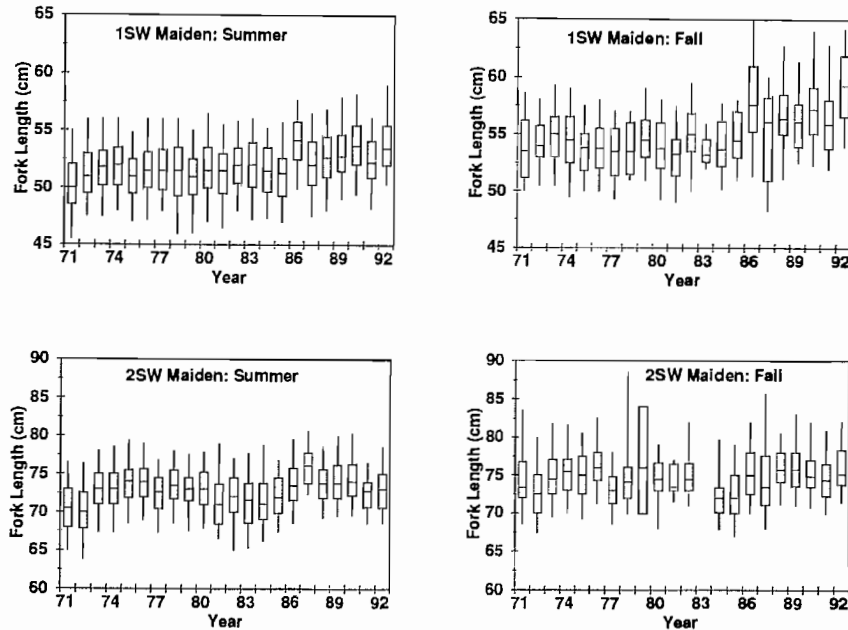 1SW Maiden: Summer
Fork Length (cm)
65
60
55
50
45
71 74 77 80 83 86 89 92
Year
1SW Maiden: Fall
Fork Length (cm)
65
60
55
50
45
71 74 77 80 83 86 89 92
Year
2SW Maiden: Summer
Fork Length (cm)
90
85
80
75
70
65
60
71 74 77 80 83 86 89 92
Year
2SW Maiden: Fall
Fork Length (cm)
90
85
80
75
70
65
60
71 74 77 80 83 86 89 92
Year